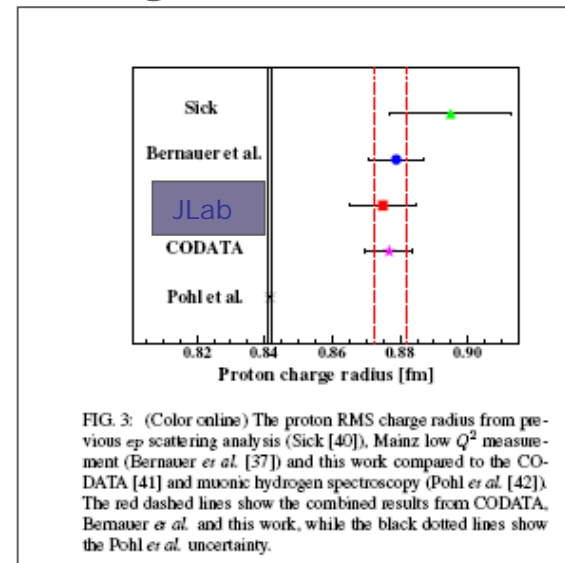 Sick
Bernauer et al.
JLab
CODATA
Pohl et al.
0.82 0.84 0.86 0.88 0.90
Proton charge radius [fm]
FIG. 3: (Color online) The proton RMS charge radius from pre-
vious ep scattering analysis (Sick [40]), Mainz low Q² measure-
ment (Bernauer et al. [37]) and this work compared to the CO-
DATA [41] and muonic hydrogen spectroscopy (Pohl et al. [42]).
The red dashed lines show the combined results from CODATA,
Bernauer et al. and this work, while the black dotted lines show
the Pohl et al. uncertainty.